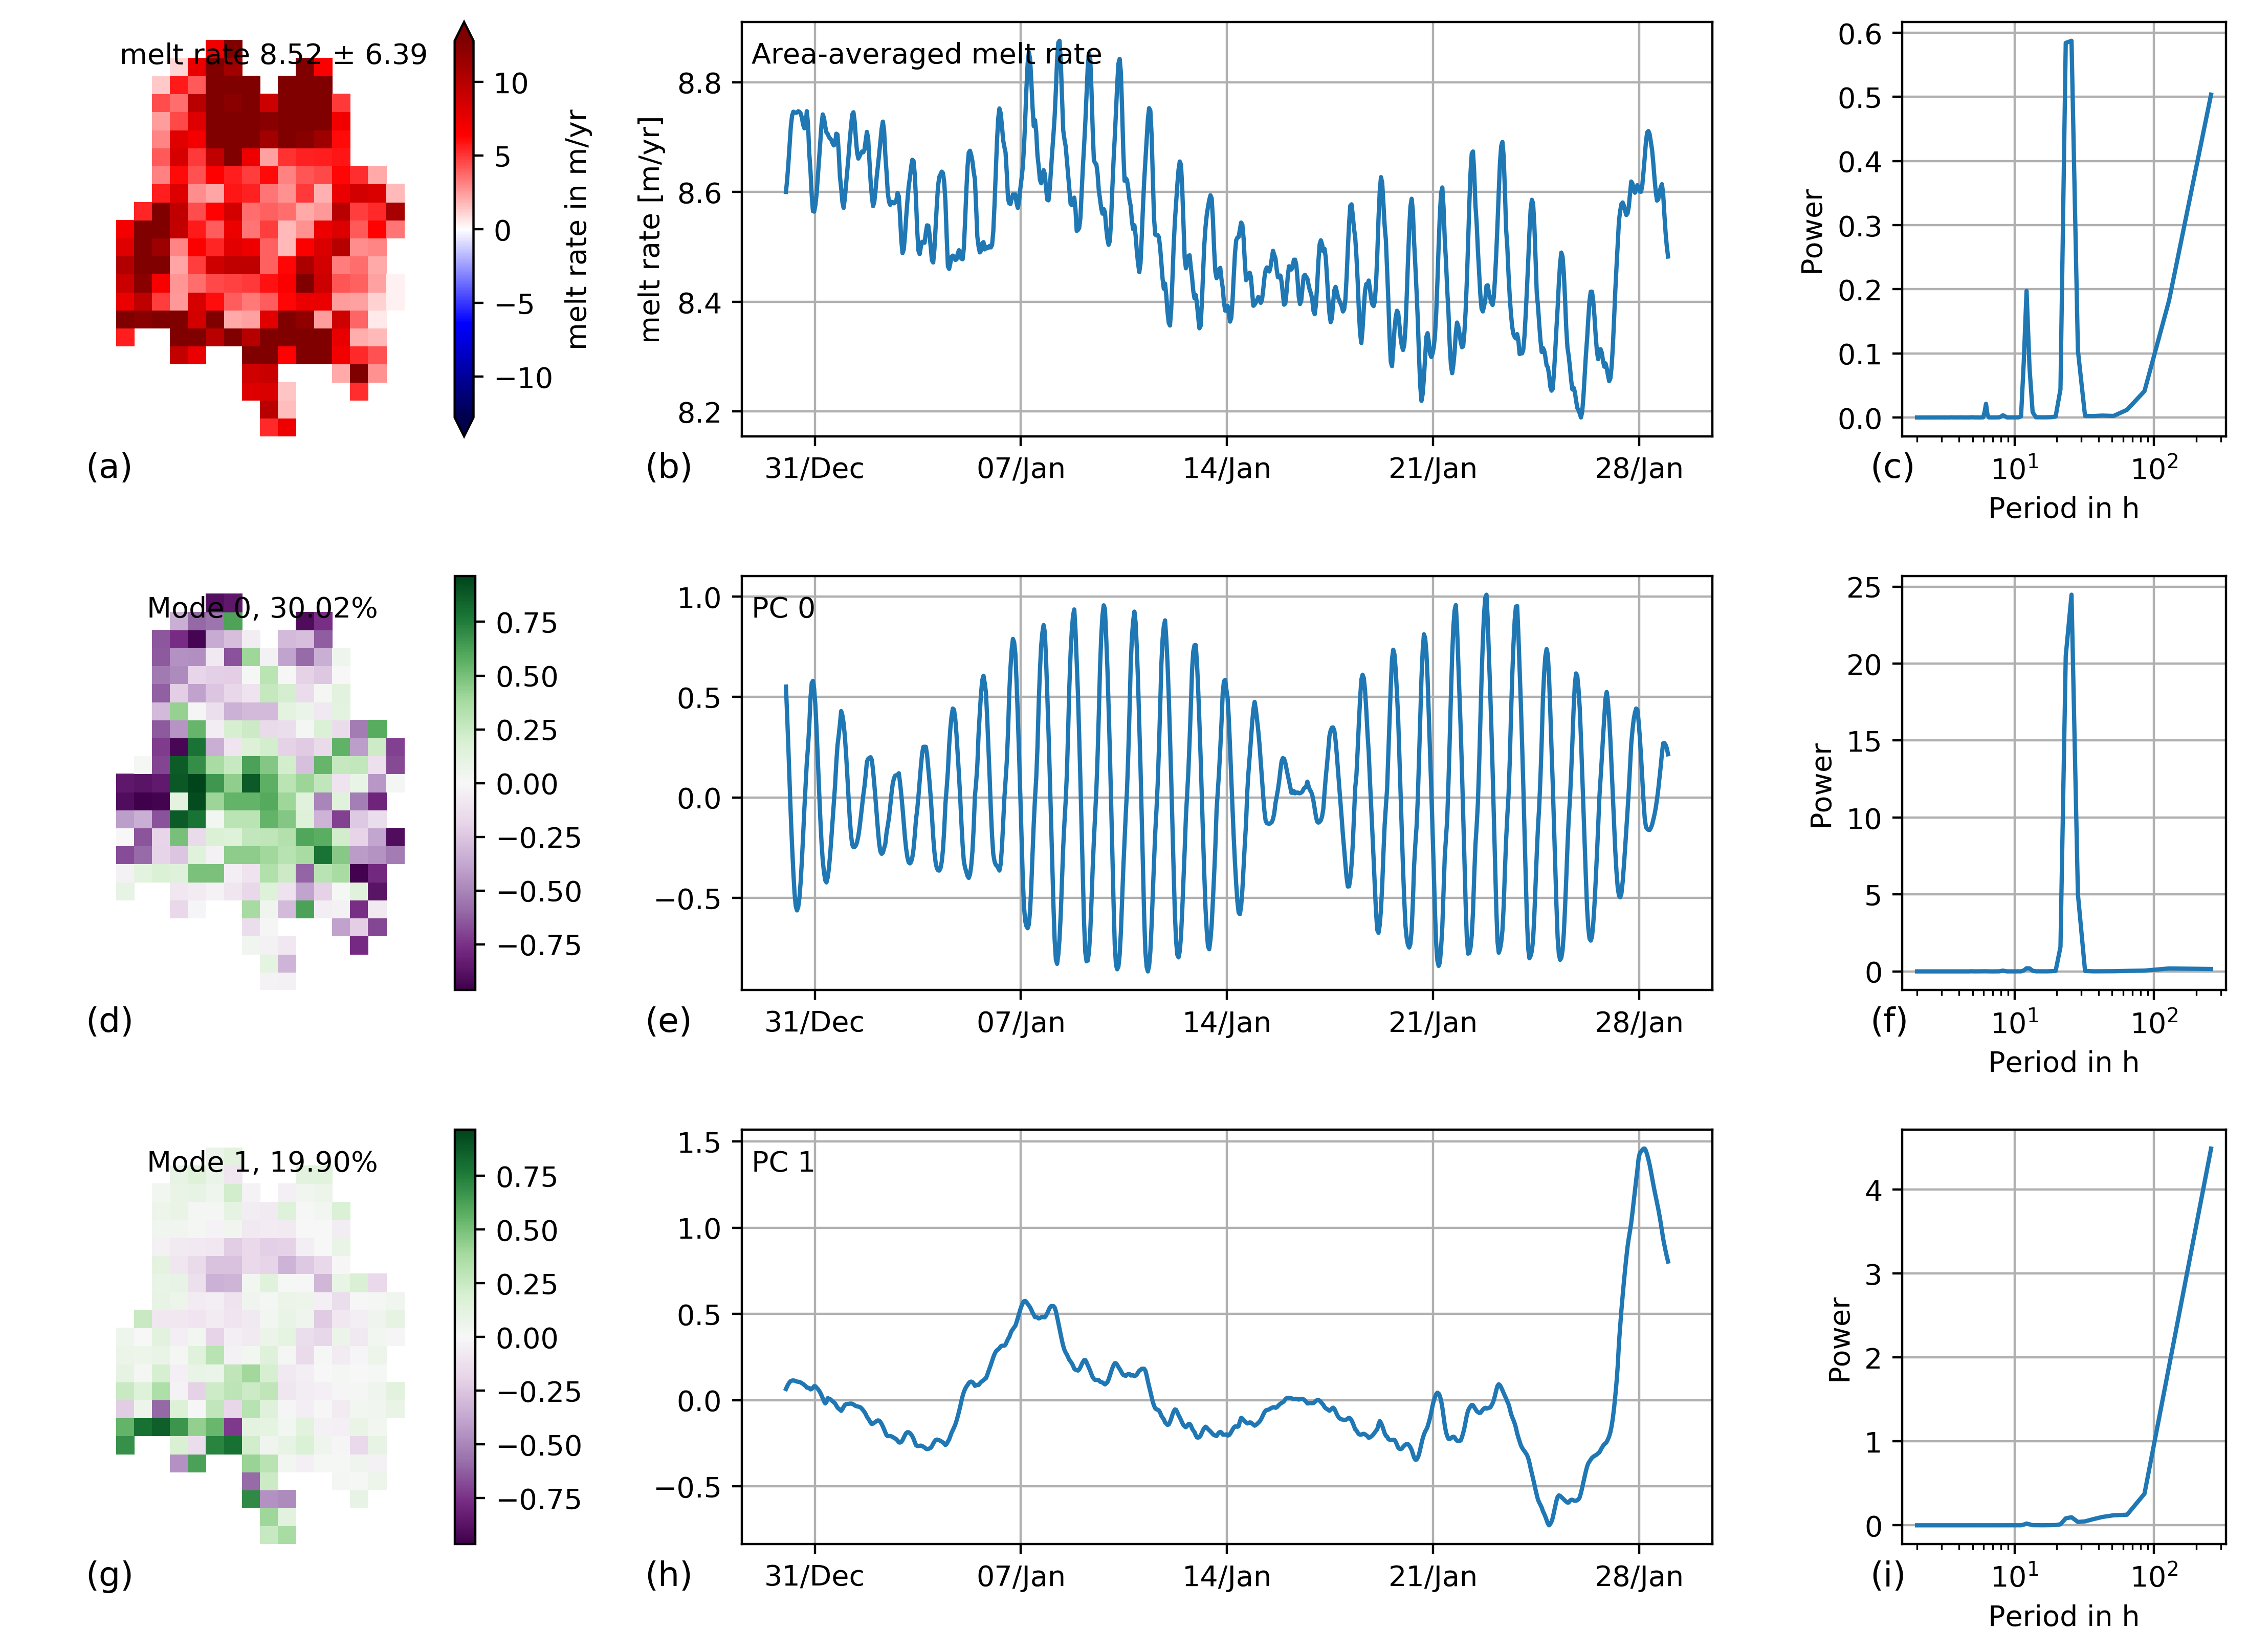 melt rate 8.52 ± 6.39
10
5
0
−5
−10
melt rate in m/yr
(a)
Area-averaged melt rate
melt rate [m/yr]
8.8
8.6
8.4
8.2
31/Dec 07/Jan 14/Jan 21/Jan 28/Jan
(b)
Power
0.6
0.5
0.4
0.3
0.2
0.1
0.0
10¹ 10²
Period in h
(c)
Mode 0, 30.02%
0.75
0.50
0.25
0.00
−0.25
−0.50
−0.75
(d)
PC 0
1.0
0.5
0.0
−0.5
31/Dec 07/Jan 14/Jan 21/Jan 28/Jan
(e)
Power
25
20
15
10
5
0
10¹ 10²
Period in h
(f)
Mode 1, 19.90%
0.75
0.50
0.25
0.00
−0.25
−0.50
−0.75
(g)
PC 1
1.5
1.0
0.5
0.0
−0.5
31/Dec 07/Jan 14/Jan 21/Jan 28/Jan
(h)
Power
4
3
2
1
0
10¹ 10²
Period in h
(i)